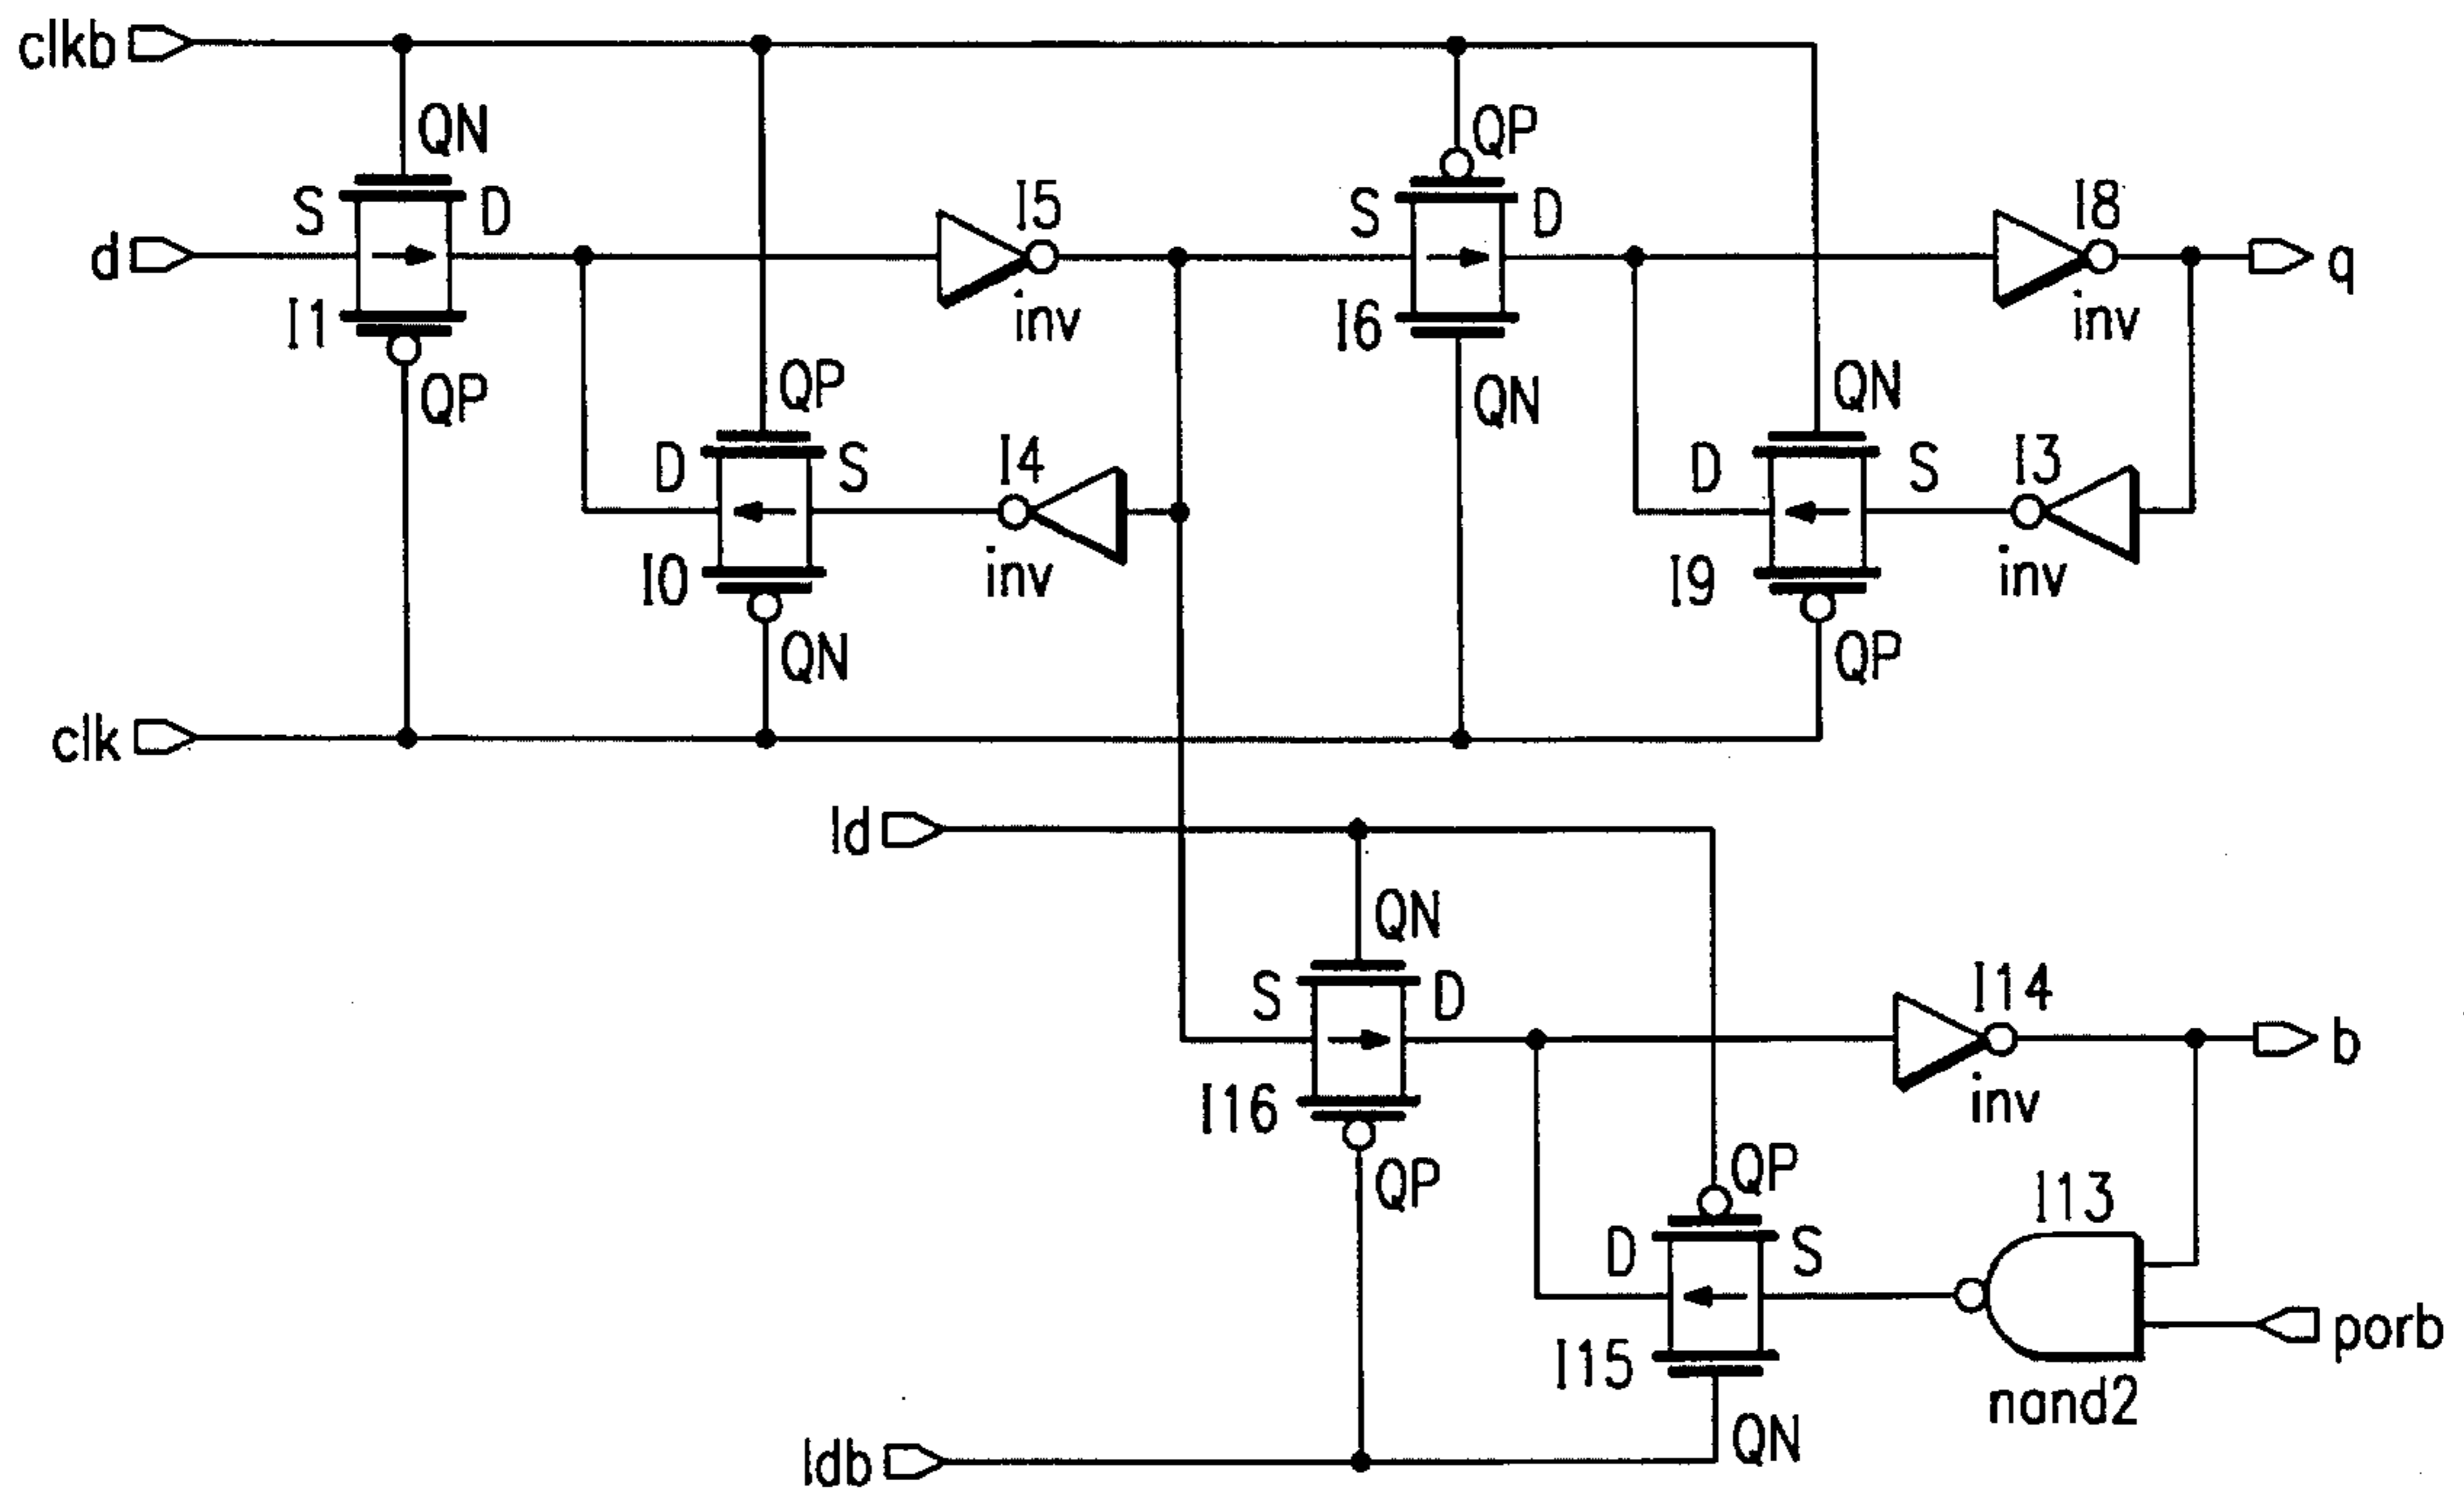 clkb
QN
QP
S
D
I5
S
D
I8
d
q
I1
inv
I6
inv
QP
QP
QN
QN
D
S
I4
D
S
I3
I0
inv
I9
inv
QN
QP
clk
ld
QN
S
D
I14
b
I16
inv
QP
QP
I13
D
S
I15
porb
nand2
QN
ldb